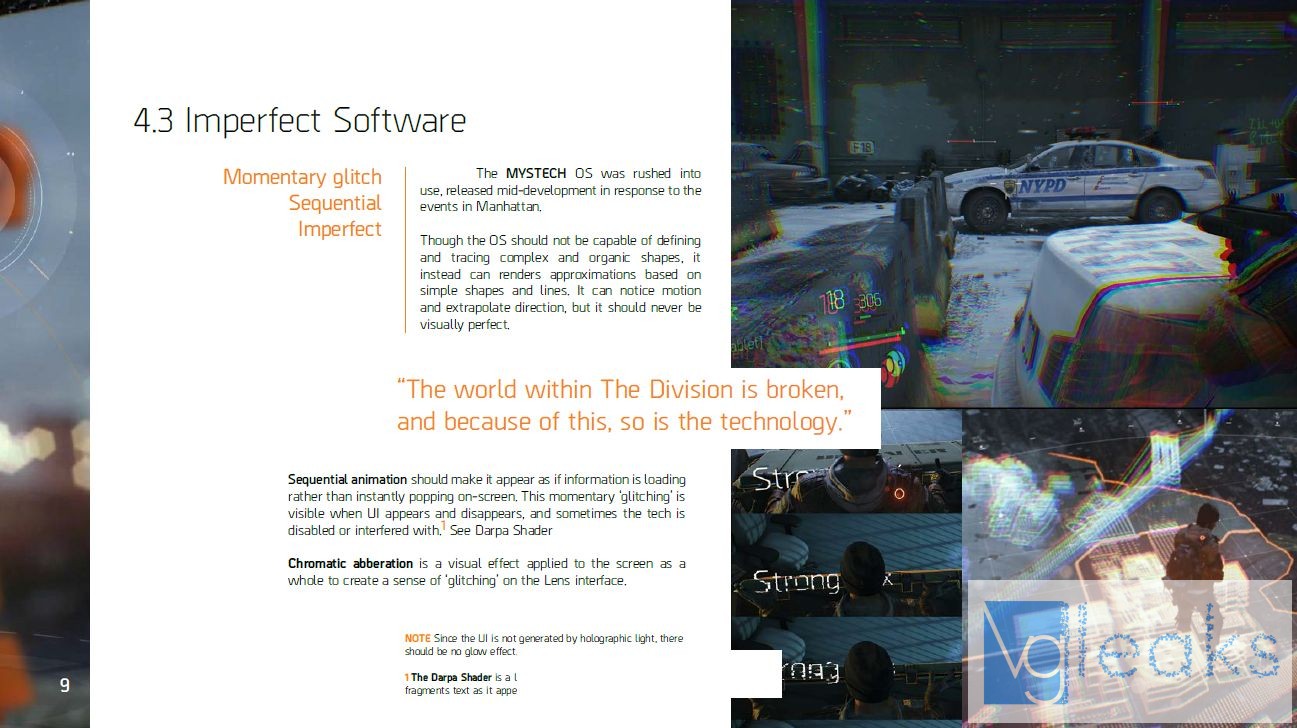 4.3 Imperfect Software
Momentary glitch
Sequential
Imperfect
The MYSTECH OS was rushed into
use, released mid-development in response to the
events in Manhattan.
Though the OS should not be capable of defining
and tracing complex and organic shapes, it
instead can renders approximations based on
simple shapes and lines. It can notice motion
and extrapolate direction, but it should never be
visually perfect.
“The world within The Division is broken,
and because of this, so is the technology.”
Sequential animation should make it appear as if information is loading
rather than instantly popping on-screen. This momentary ‘glitching’ is
visible when UI appears and disappears, and sometimes the tech is
disabled or interfered with.1 See Darpa Shader
Chromatic abberation is a visual effect applied to the screen as a
whole to create a sense of ‘glitching’ on the Lens interface.
NOTE Since the UI is not generated by holographic light, there
should be no glow effect
1 The Darpa Shader is a l
fragments text as it appe
9
F18
NYPD
18 306
Stro
Strong x
rong
vgleaks